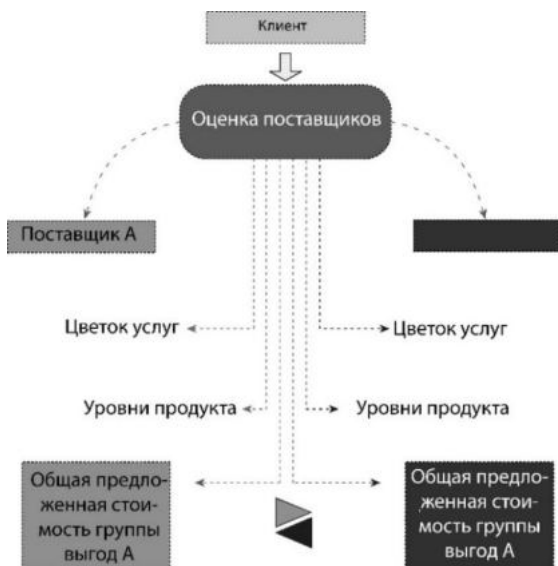 Клиент
Оценка поставщиков
Поставщик А
Цветок услуг
Цветок услуг
Уровни продукта
Уровни продукта
Общая предло-
женная стои-
мость группы
выгод А
Общая предло-
женная стои-
мость группы
выгод А